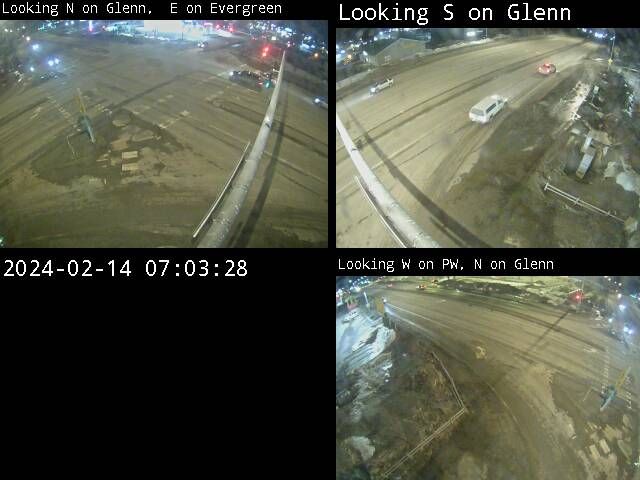 Looking N on Glenn,  E on Evergreen
Looking S on Glenn
2024-02-14 07:03:28
Looking W on PW, N on Glenn